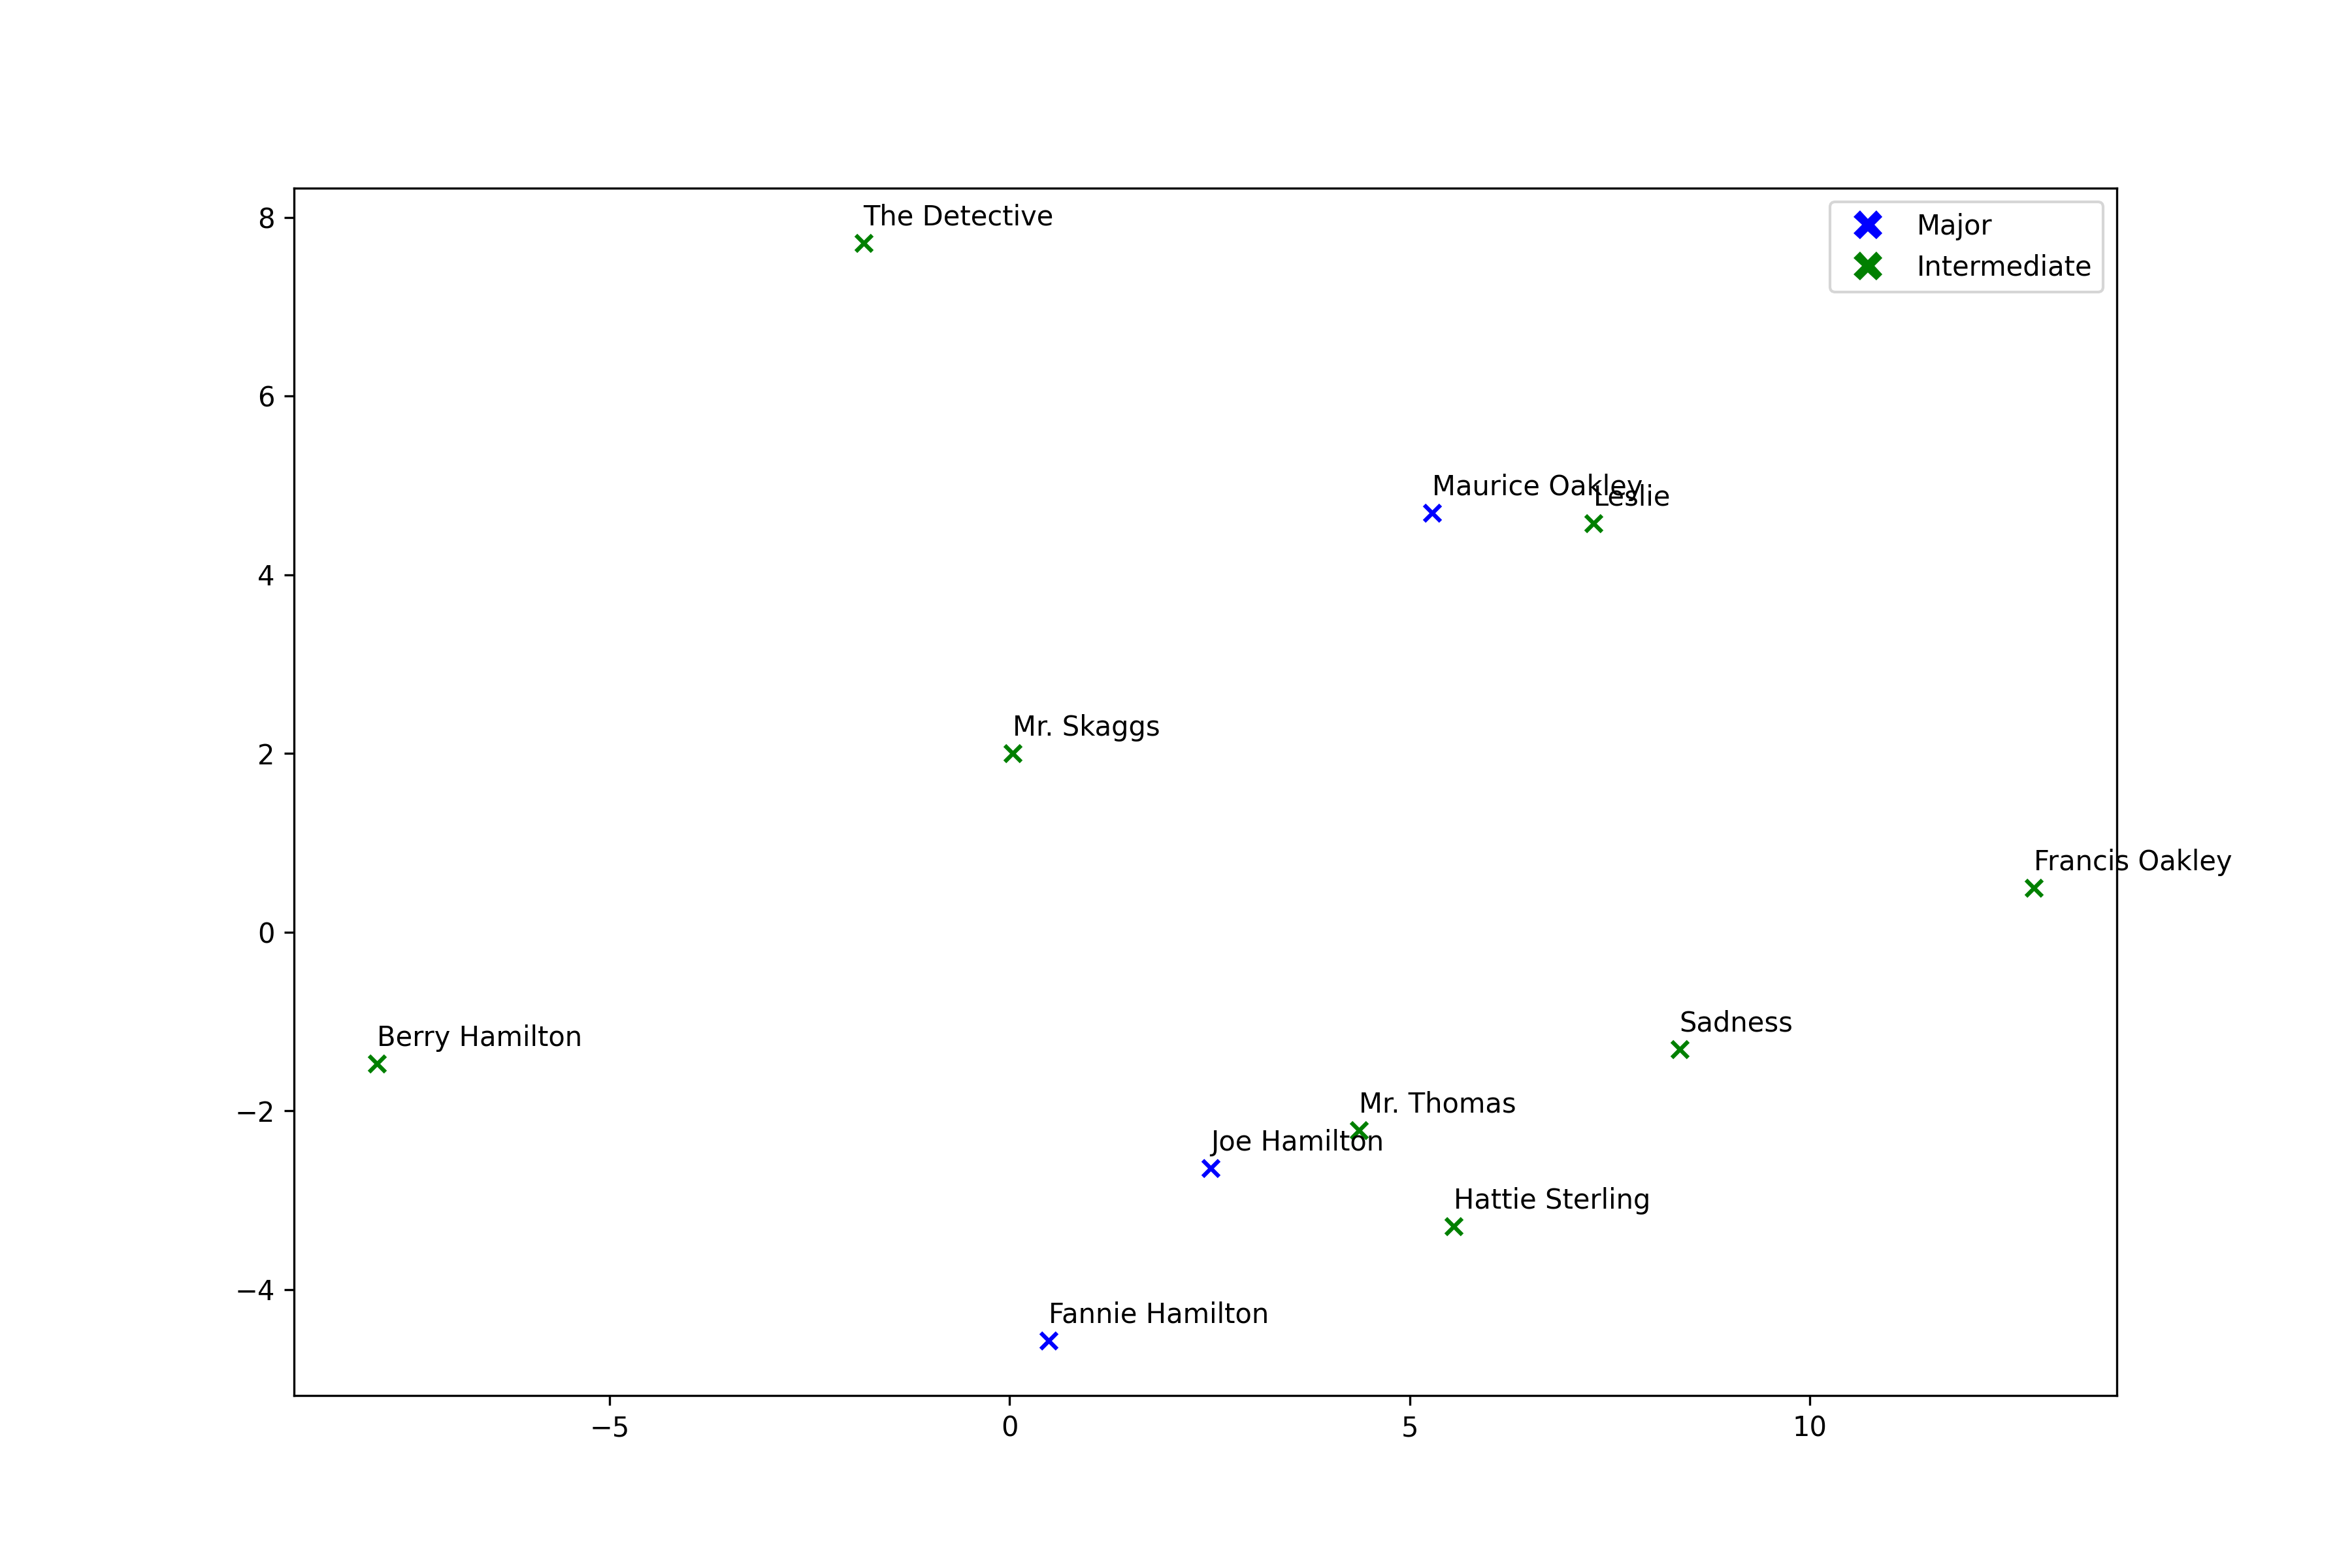 The Detective
Major
Intermediate
8
6
Maurice Oakley
Leslie
4
Mr. Skaggs
2
Francis Oakley
0
Sadness
Berry Hamilton
Mr. Thomas
−2
Joe Hamilton
Hattie Sterling
−4
Fannie Hamilton
−5
0
5
10